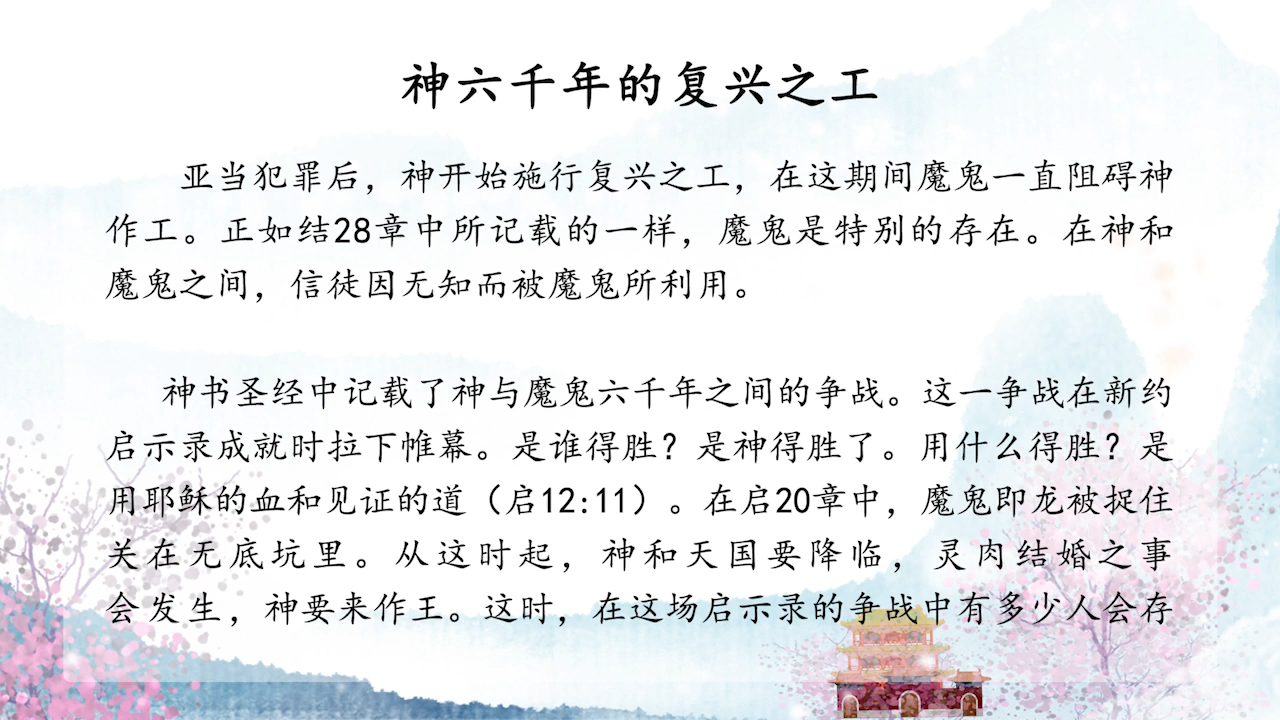 神六千年的复兴之工
亚当犯罪后，神开始施行复兴之工，在这期间魔鬼一直阻碍神
作工。正如结28章中所记载的一样，魔鬼是特别的存在。在神和
魔鬼之间，信徒因无知而被魔鬼所利用。
神书圣经中记载了神与魔鬼六千年之间的争战。这一争战在新约
启示录成就时拉下帷幕。是谁得胜？是神得胜了。用什么得胜？是
用耶稣的血和见证的道（启12:11）。在启20章中，魔鬼即龙被捉住
关在无底坑里。从这时起，神和天国要降临，灵肉结婚之事
会发生，神要来作王。这时，在这场启示录的争战中有多少人会存